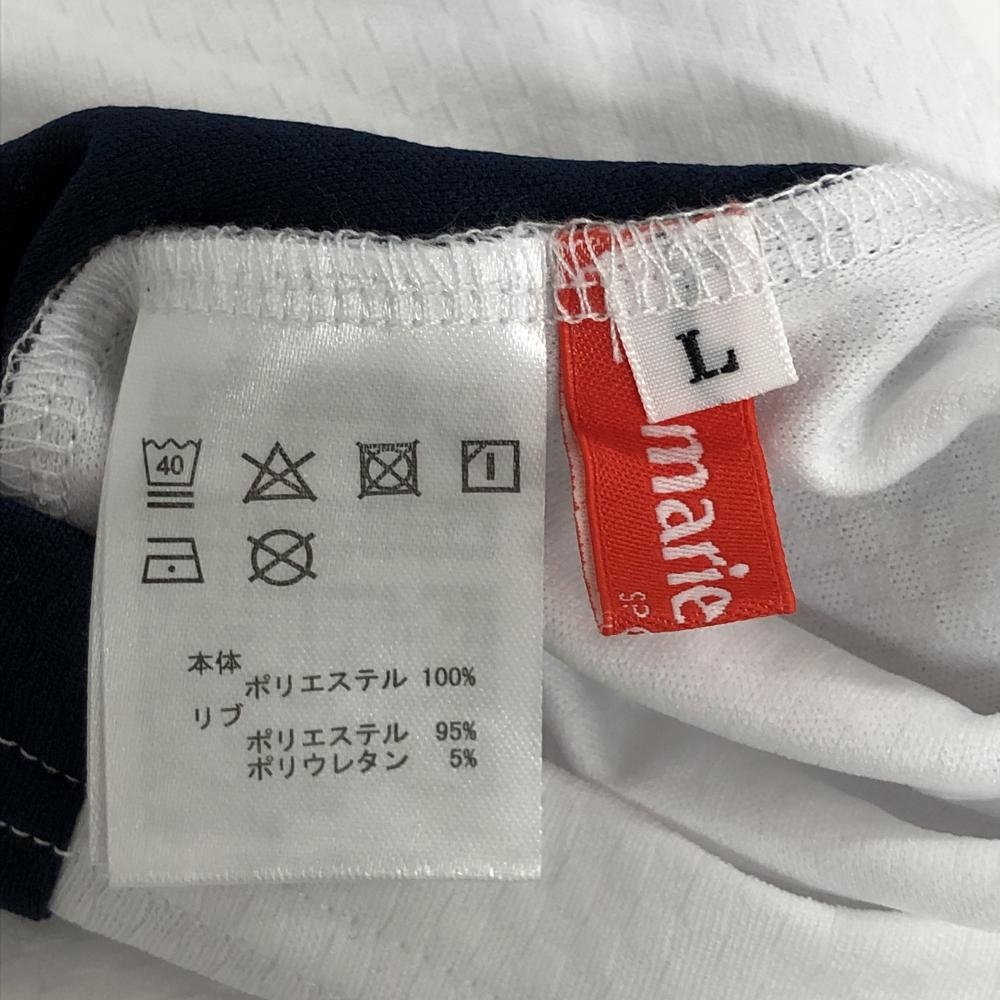 L
marie
40
本体
ポリエステル 100%
リブ
ポリエステル 95%
ポリウレタン 5%